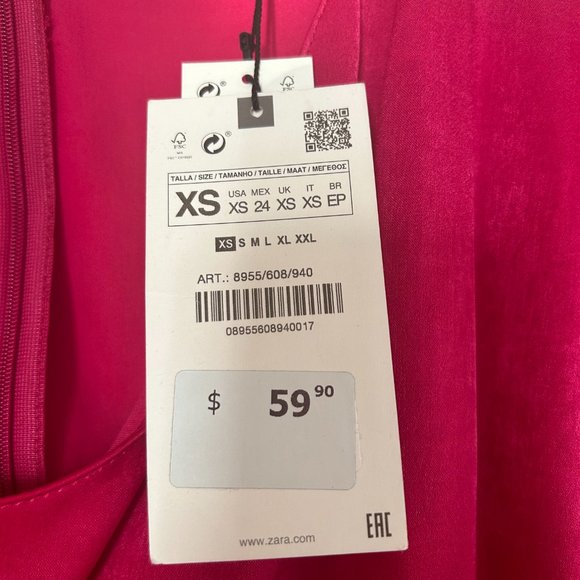 FSC
FSC
TALLA / SIZE / TAMANHO / TAILLE / MAAT / ΜΕΓΕΘΟΣ
XS
USA MEX UK IT BR
XS 24 XS XS EP
XS S M L XL XXL
ART.: 8955/608/940
08955608940017
$ 59 90
www.zara.com
EAC